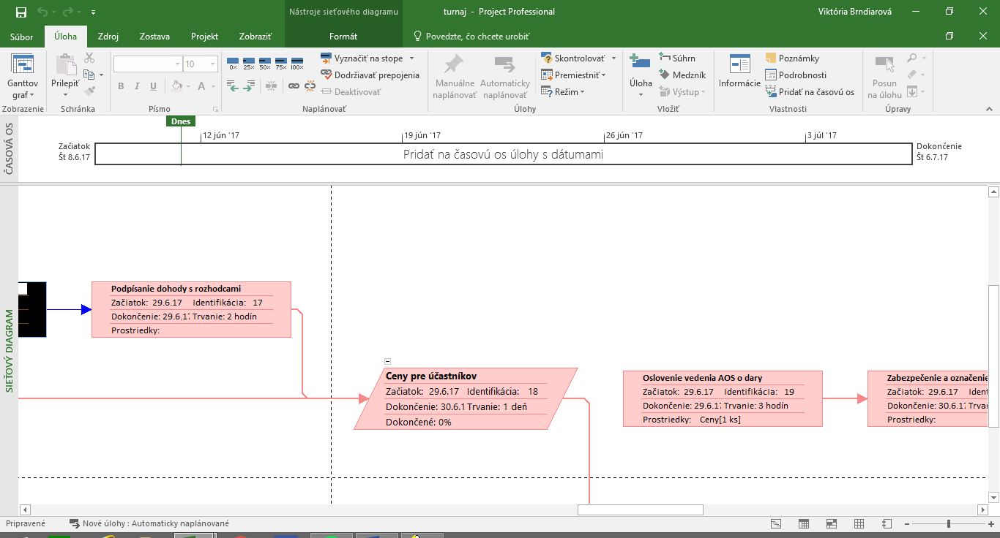 Nástroje sieťového diagramu
turnaj - Project Professional
Viktória Brndiarová
Súbor Úloha Zdroj Zostava Projekt Zobraziť Formát Povedzte, čo chcete urobiť
Ganttov graf
Zobrazenie
Prilepiť
Schránka
10
B I U A
Písmo
0% 25% 50% 75% 100%
Vyznačiť na stope
Dodržiavať prepojenia
Deaktivovať
Naplánovať
Manuálne naplánovať
Automaticky naplánovať
Skontrolovať
Premiestniť
Režim
Úlohy
Úloha
Súhrn
Medzník
Výstup
Vložiť
Informácie
Poznámky
Podrobnosti
Pridať na časovú os
Vlastnosti
Posun na úlohu
Úpravy
ČASOVÁ OS
Dnes
12 jún '17 19 jún '17 26 jún '17 3 júl '17
Začiatok
Št 8.6.17
Pridať na časovú os úlohy s dátumami
Dokončenie
Št 6.7.17
SIEŤOVÝ DIAGRAM
Podpísanie dohody s rozhodcami
Začiatok: 29.6.17 Identifikácia: 17
Dokončenie: 29.6.17 Trvanie: 2 hodín
Prostriedky:
Ceny pre účastníkov
Začiatok: 29.6.17 Identifikácia: 18
Dokončenie: 30.6.1 Trvanie: 1 deň
Dokončené: 0%
Oslovenie vedenia AOS o dary
Začiatok: 29.6.17 Identifikácia: 19
Dokončenie: 29.6.17 Trvanie: 3 hodín
Prostriedky: Ceny[1 ks]
Zabezpečenie a označenie
Začiatok: 29.6.17
Dokončenie: 30.6.17
Prostriedky:
Pripravené
Nové úlohy : Automaticky naplánované